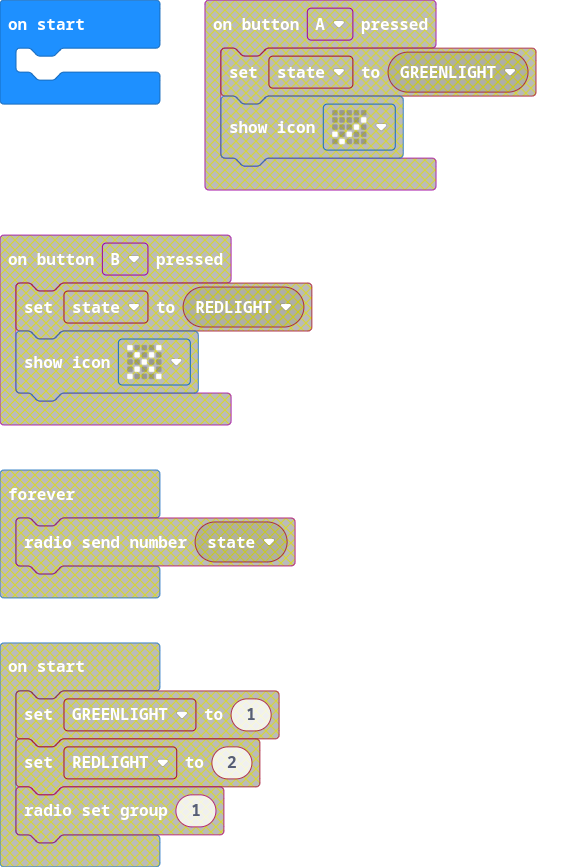 on start
on button A pressed
set state to GREENLIGHT
show icon
on button B pressed
set state to REDLIGHT
show icon
forever
radio send number state
on start
set GREENLIGHT to 1
set REDLIGHT to 2
radio set group 1